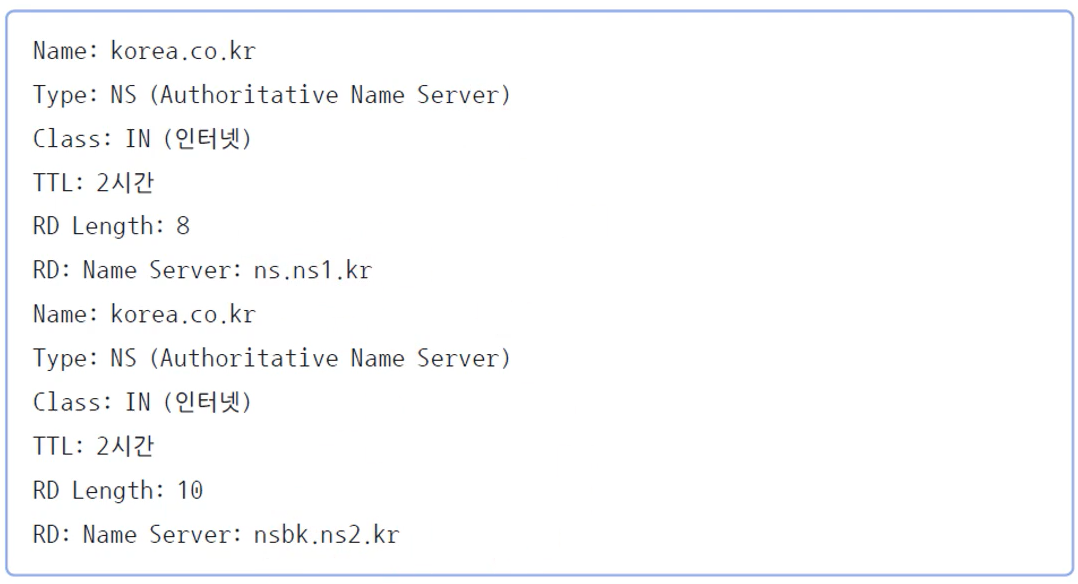 Name: korea.co.kr
Type: NS (Authoritative Name Server)
Class: IN (인터넷)
TTL: 2시간
RD Length: 8
RD: Name Server: ns.ns1.kr
Name: korea.co.kr
Type: NS (Authoritative Name Server)
Class: IN (인터넷)
TTL: 2시간
RD Length: 10
RD: Name Server: nsbk.ns2.kr